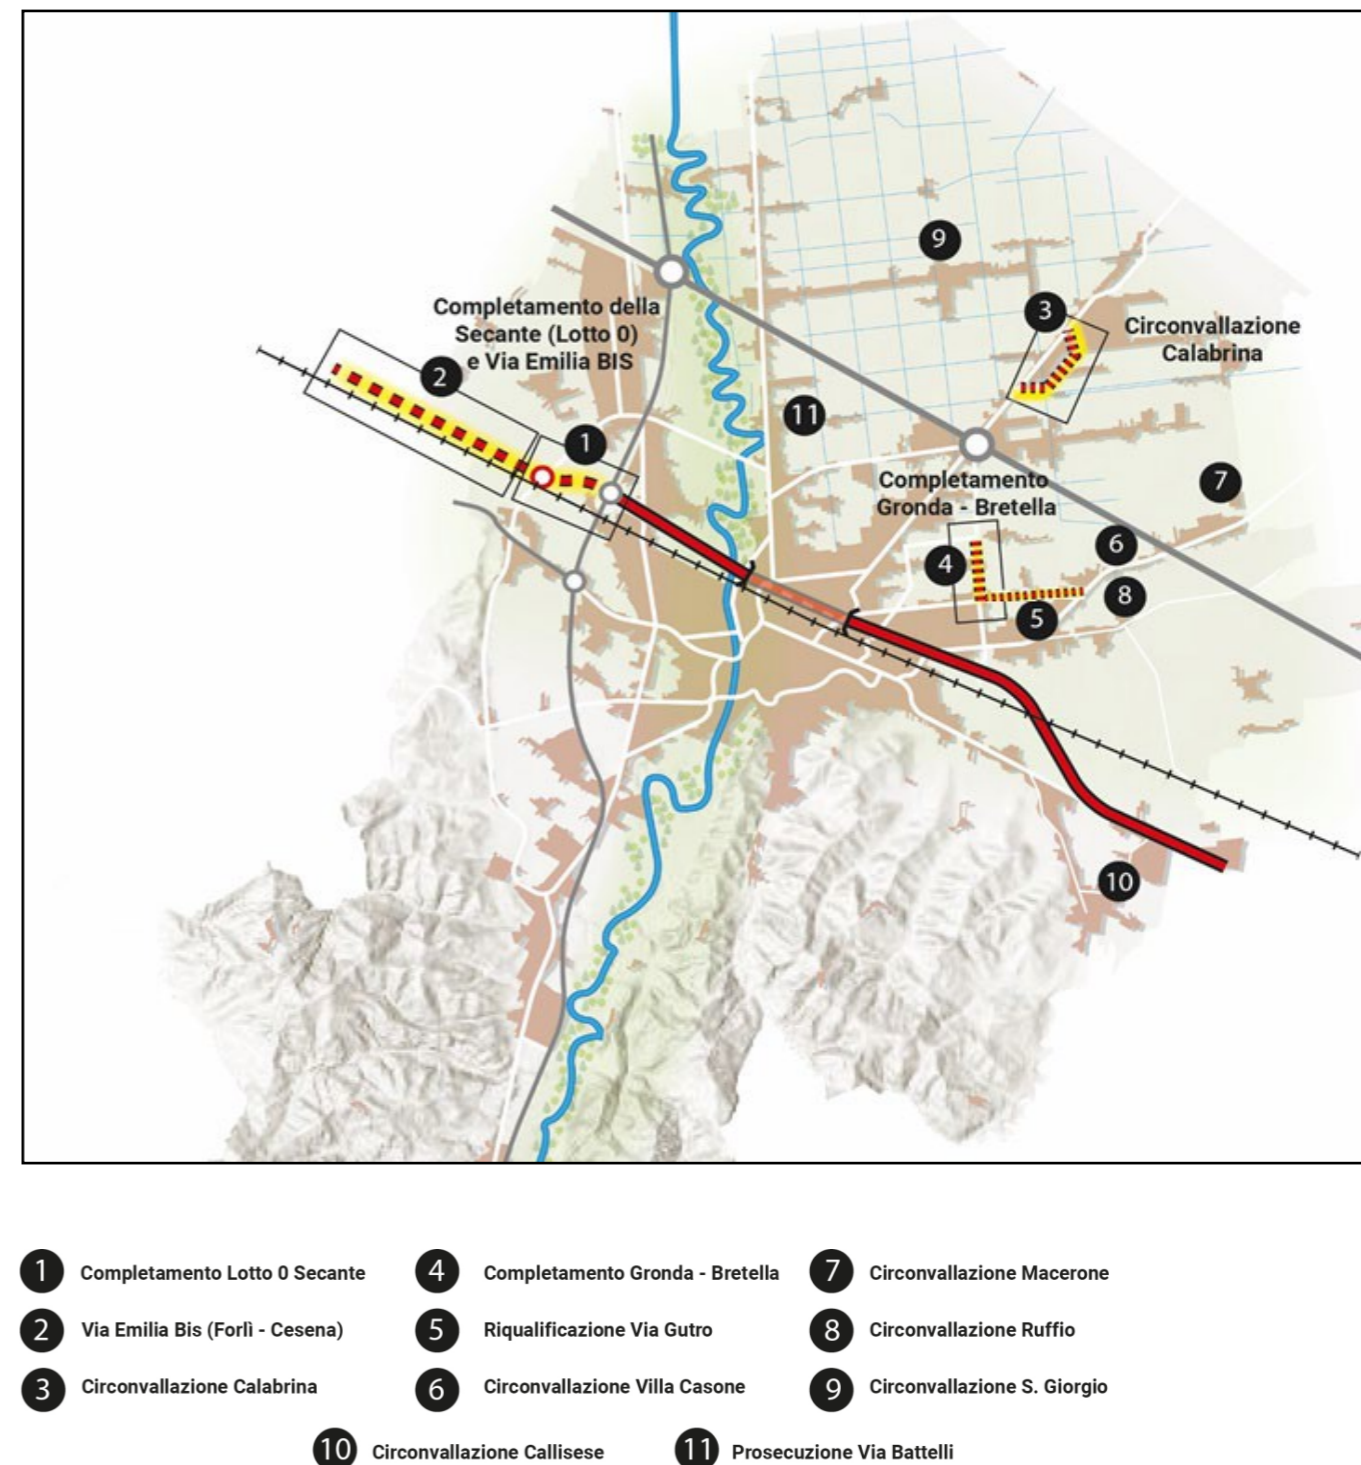 9
3
Completamento della
Secante (Lotto 0)
e Via Emilia BIS
Circonvallazione
Calabrina
2
11
1
Completamento
Gronda - Bretella
7
6
4
8
5
10
1 Completamento Lotto 0 Secante
4 Completamento Gronda - Bretella
7 Circonvallazione Macerone
2 Via Emilia Bis (Forlì - Cesena)
5 Riqualificazione Via Gutro
8 Circonvallazione Ruffio
3 Circonvallazione Calabrina
6 Circonvallazione Villa Casone
9 Circonvallazione S. Giorgio
10 Circonvallazione Callisese
11 Prosecuzione Via Battelli